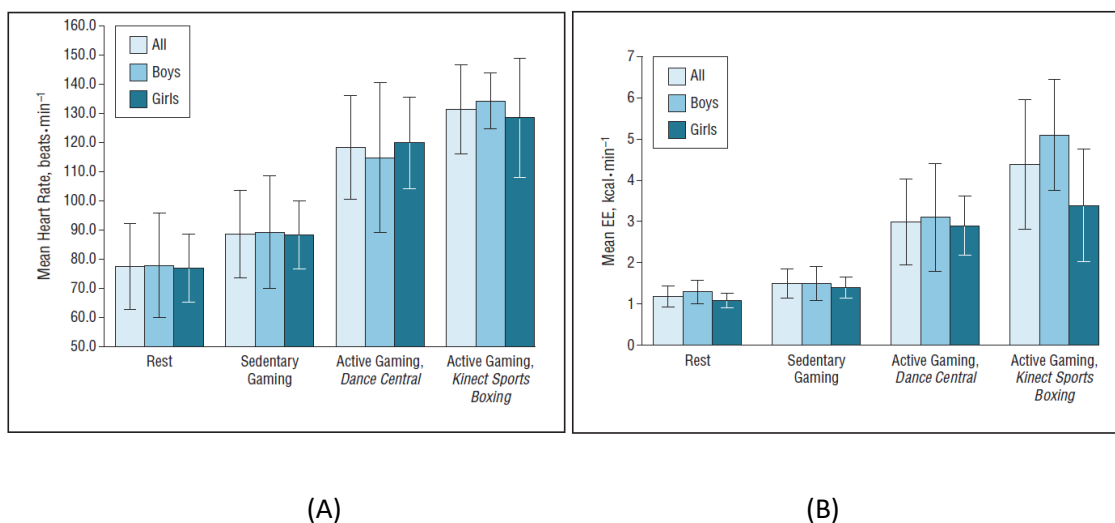 160.0
150.0
140.0
130.0
120.0
110.0
100.0
90.0
80.0
70.0
60.0
50.0
Mean Heart Rate, beats•min⁻¹
All
Boys
Girls
Rest
Sedentary
Gaming
Active Gaming,
Dance Central
Active Gaming,
Kinect Sports
Boxing
(A)
7
6
5
4
3
2
1
0
Mean EE, kcal•min⁻¹
All
Boys
Girls
Rest
Sedentary
Gaming
Active Gaming,
Dance Central
Active Gaming,
Kinect Sports
Boxing
(B)